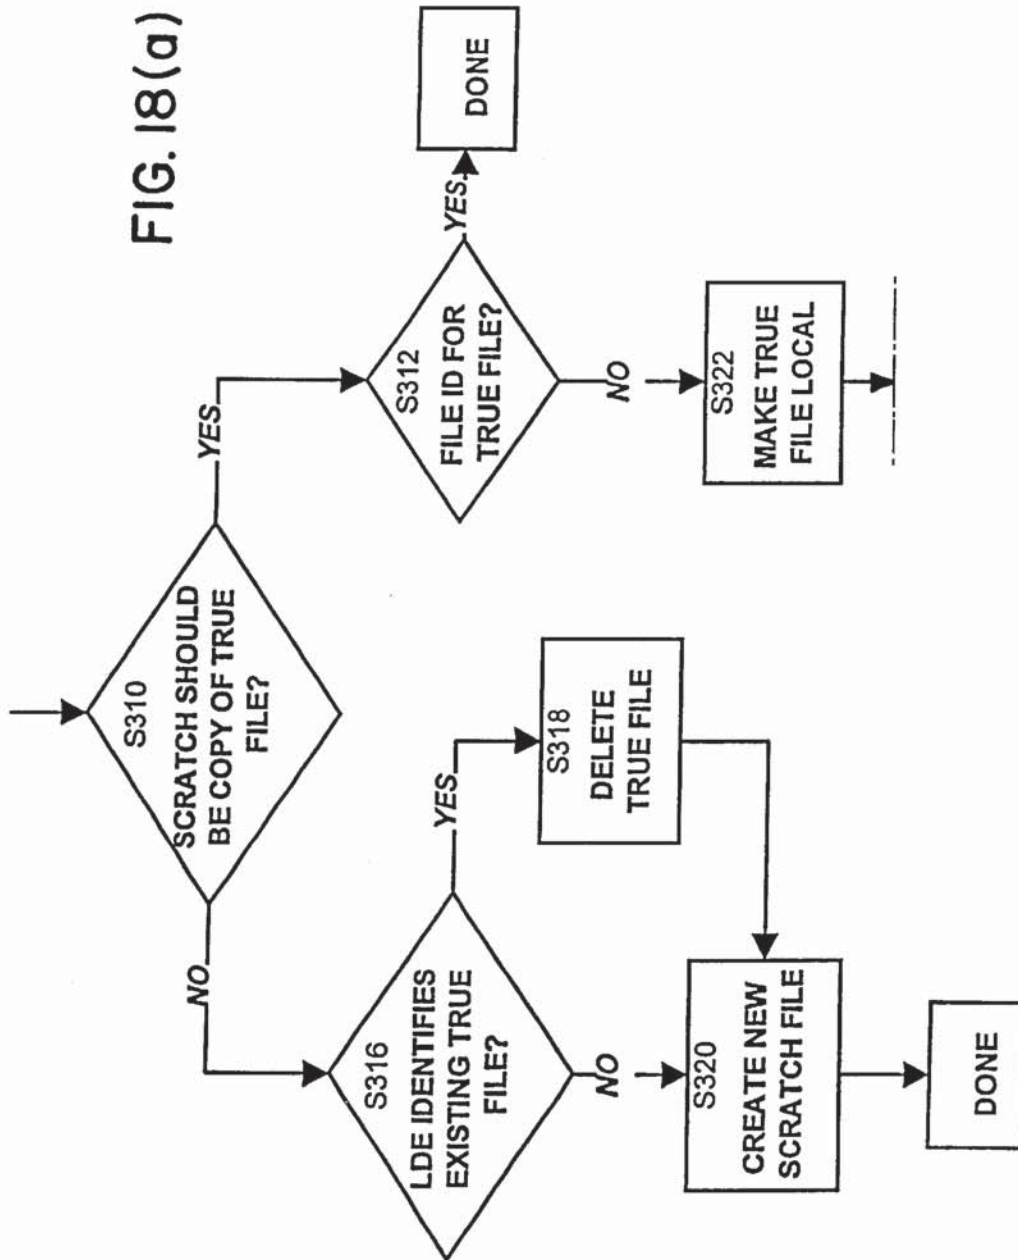 FIG. 18(a)
S310
SCRATCH SHOULD
BE COPY OF TRUE
FILE?
YES
NO
S312
FILE ID FOR
TRUE FILE?
YES
DONE
NO
S322
MAKE TRUE
FILE LOCAL
S316
LDE IDENTIFIES
EXISTING TRUE
FILE?
YES
S318
DELETE
TRUE FILE
NO
S320
CREATE NEW
SCRATCH FILE
DONE